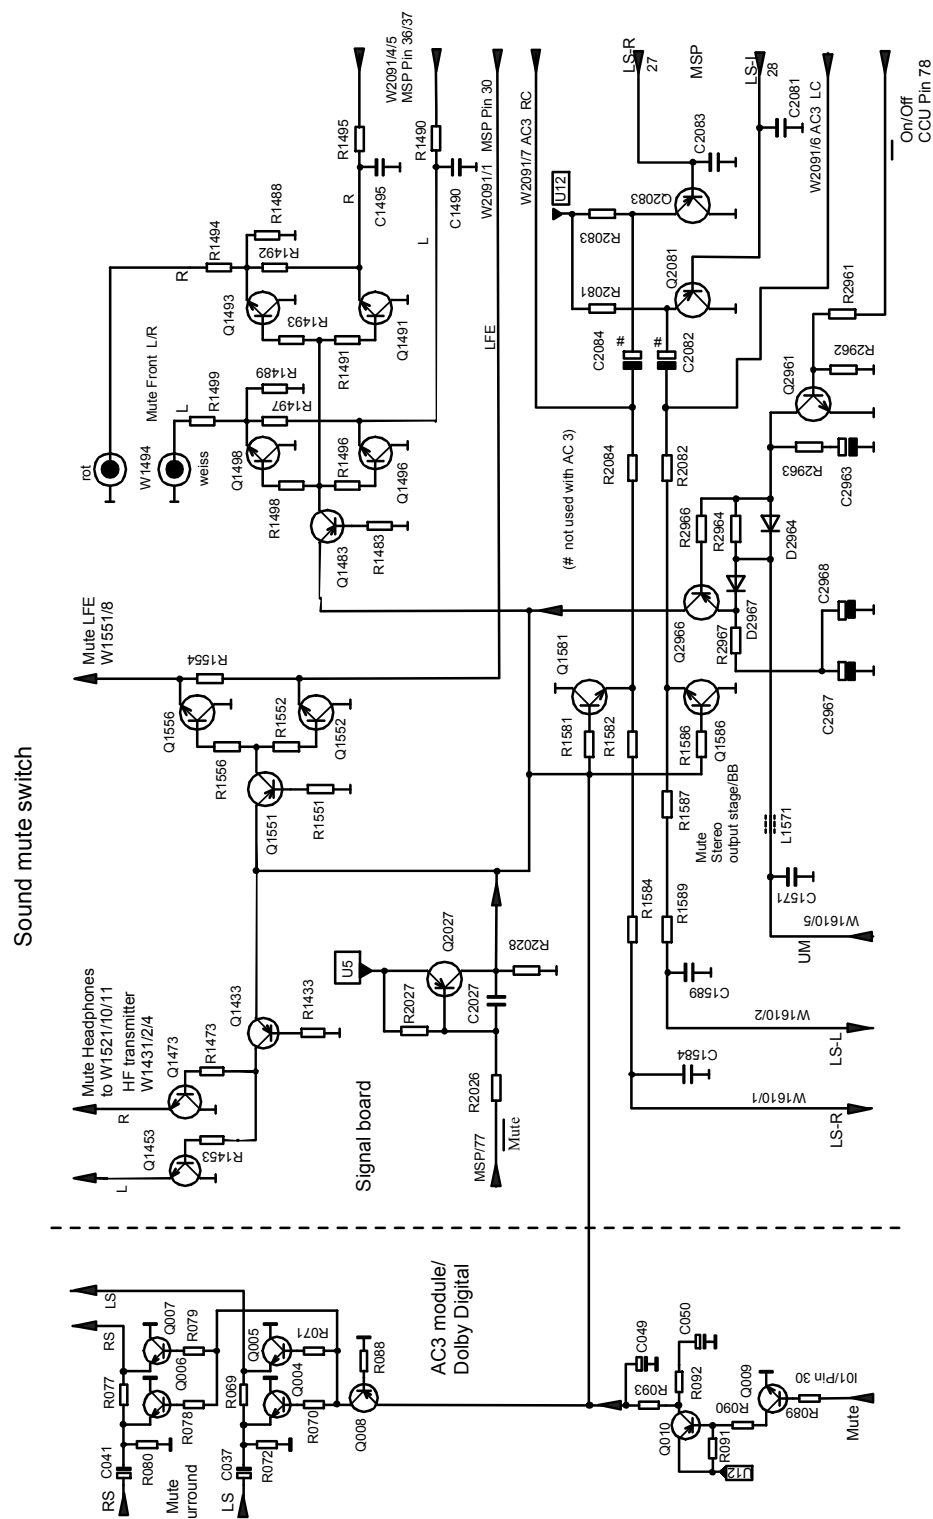 Sound mute switch
Mute Headphones
to W1521/10/11
HF transmitter
W1431/2/4
Mute LFE
W1551/8
rot
W1494
weiss
Mute Front L/R
L
R
L
R
R
L
Q1453
R1453
Q1473
R1473
Q1433
R1433
Q1551
R1551
R1556
Q1556
R1554
R1552
Q1552
Q1483
R1483
R1498
Q1498
R1499
R1489
R1497
R1496
Q1496
Q1493
R1493
R1494
R1488
R1492
R1491
Q1491
R1495
C1495
R1490
C1490
W2091/4/5
MSP Pin 36/37
LFE
W2091/1 MSP Pin 30
W2091/7 AC3 RC
Signal board
U5
R2027
Q2027
C2027
R2028
R2026
MSP/77
Mute
(# not used with AC 3)
U12
R2083
Q2083
C2083
LS-R
27
MSP
LS-L
28
C2081
R2081
Q2081
C2084
#
#
C2082
W2091/6 AC3 LC
On/Off
CCU Pin 78
R2084
R2082
Q1581
R1581
R1582
R1586
Q1586
R1587
R1584
R1589
Mute
Stereo
output stage/BB
C1584
C1589
C1571
L1571
UM
W1610/5
LS-L
W1610/2
LS-R
W1610/1
Q2966
R2966
R2964
D2964
D2967
R2967
C2967
C2968
R2963
C2963
Q2961
R2962
R2961
AC3 module/
Dolby Digital
RS
LS
RS
C041
R080
Mute
urround
LS
C037
R072
R077
R078
Q006
Q007
R079
R069
R070
Q004
Q005
R071
Q008
R088
C049
R093
C050
R092
Q010
R091
U12
R090
Q009
R089
I01/Pin 30
Mute